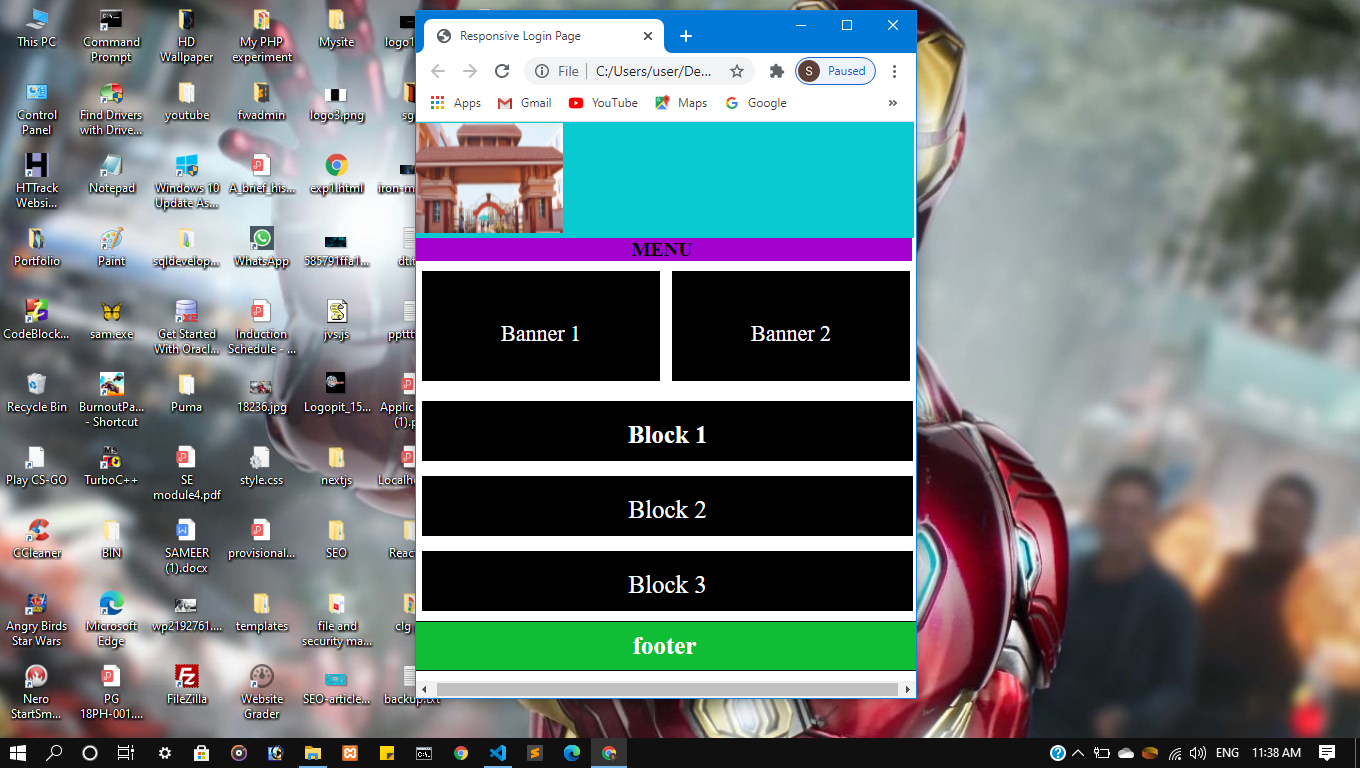 This PC
Command
Prompt
HD
Wallpaper
My PHP
experiment
Mysite
logo1
Control
Panel
Find Drivers
with Drive...
youtube
fwadmin
logo3.png
sg
HTTrack
Websi...
Notepad
Windows 10
Update As...
A_brief_his...
exp1.html
iron-m
Portfolio
Paint
sqldevelop...
WhatsApp
585791ffa1...
dt.t
CodeBlock...
sam.exe
Get Started
With Oracl...
Induction
Schedule - ...
jvs.js
ppttt
Recycle Bin
BurnoutPa...
- Shortcut
Puma
18236.jpg
Logopit_15...
Applic
(1).p
Play CS-GO
TurboC++
SE
module4.pdf
style.css
nextjs
Localh
CCleaner
BIN
SAMEER
(1).docx
provisional...
SEO
React
Angry Birds
Star Wars
Microsoft
Edge
wp2192761....
templates
file and
security ma...
clg
Nero
StartSm...
PG
18PH-001....
FileZilla
Website
Grader
SEO-article...
backup.txt
Responsive Login Page
File
C:/Users/user/De...
S
Paused
Apps
Gmail
YouTube
Maps
Google
»
MENU
Banner 1
Banner 2
Block 1
Block 2
Block 3
footer
ENG
11:38 AM